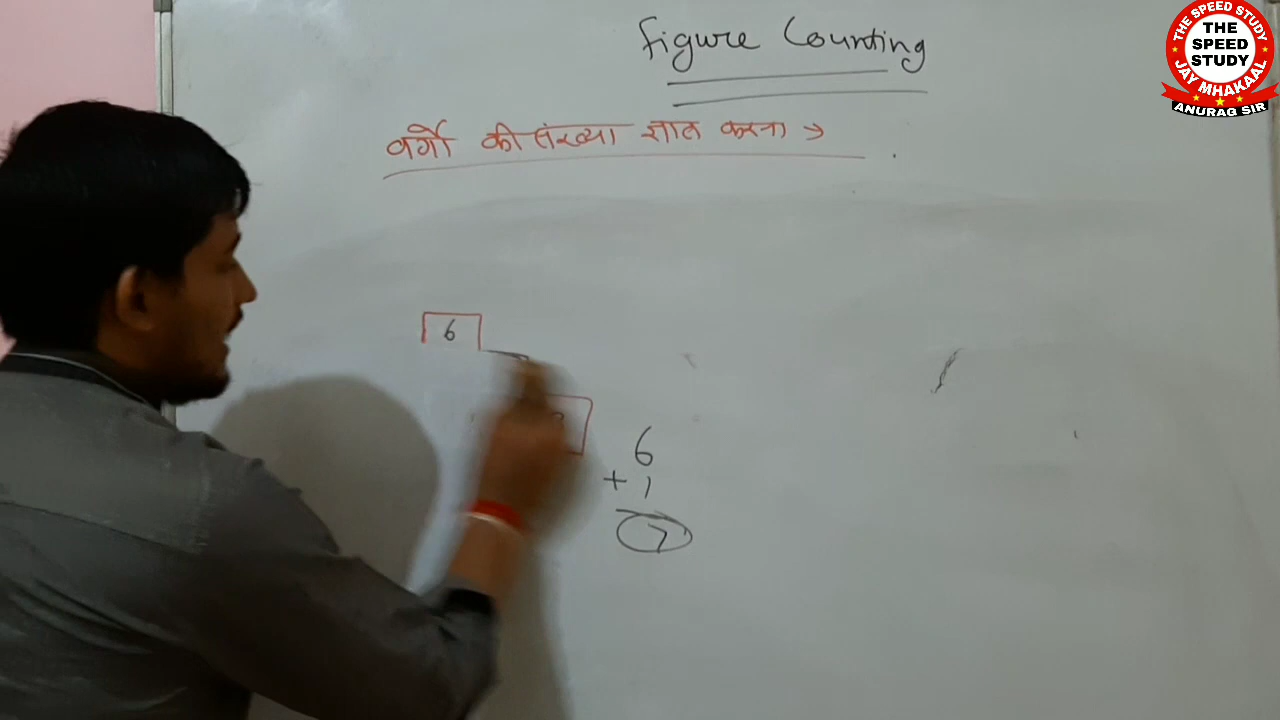 Figure Counting
वर्गो की संख्या ज्ञात करना →
6
6
+ 1
7
THE SPEED STUDY
THE
SPEED
STUDY
JAY MHAKAAL
ANURAG SIR